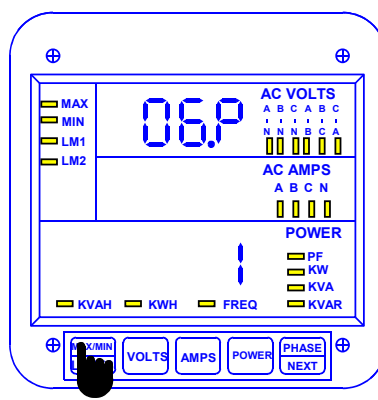 AC VOLTS
A B C A B C
- - - - - -
N N N B C A
MAX
MIN
LM1
LM2
06.P
AC AMPS
A B C N
POWER
1
PF
KW
KVA
KVAH KWH FREQ KVAR
VOLTS AMPS POWER PHASE
NEXT